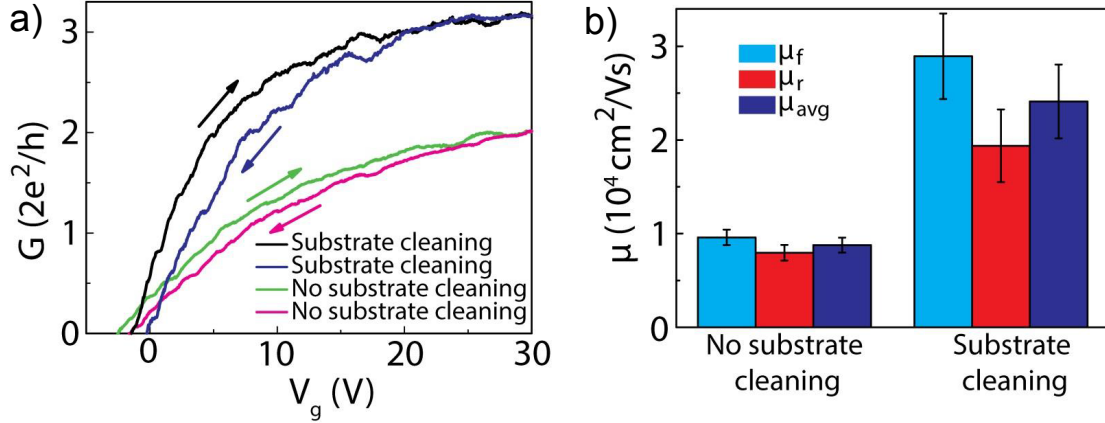 a)
G (2e²/h)
3
2
1
0
Substrate cleaning
Substrate cleaning
No substrate cleaning
No substrate cleaning
0 10 20 30
V_g (V)
b)
μ (10⁴ cm²/Vs)
3
2
1
0
μ_f
μ_r
μ_avg
No substrate
cleaning
Substrate
cleaning